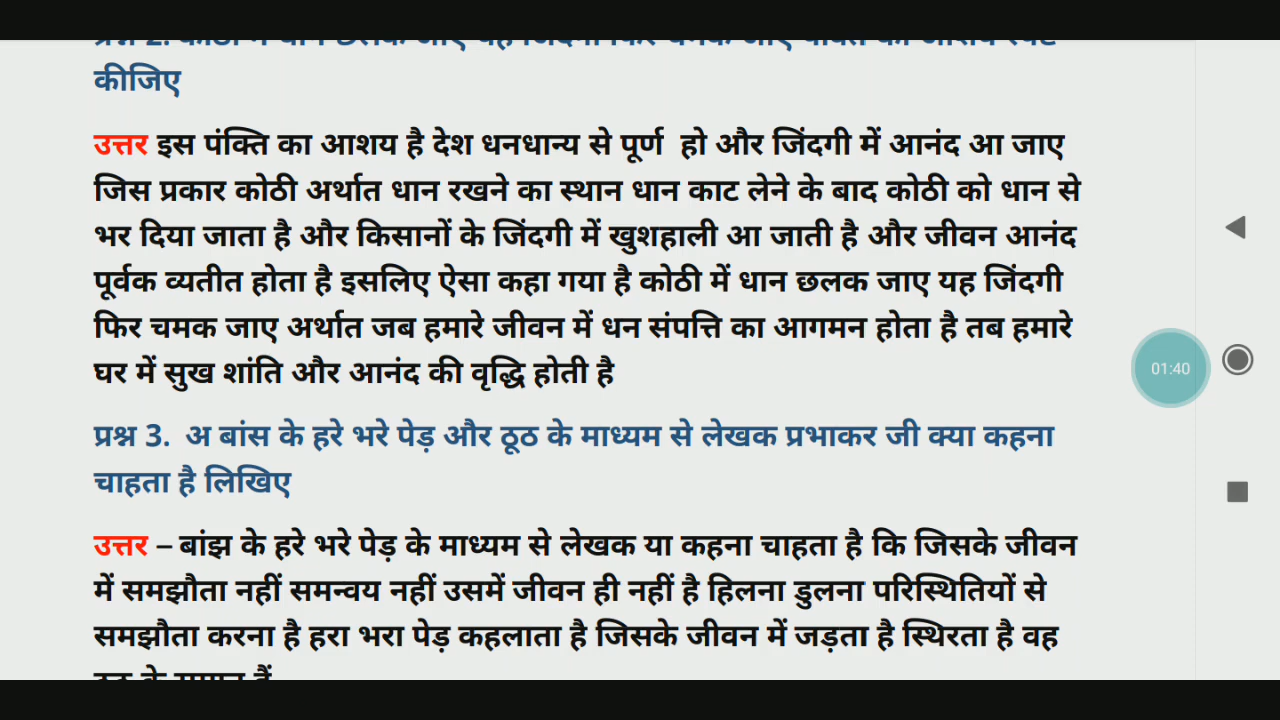 कीजिए
उत्तर इस पंक्ति का आशय है देश धनधान्य से पूर्ण हो और जिंदगी में आनंद आ जाए
जिस प्रकार कोठी अर्थात धान रखने का स्थान धान काट लेने के बाद कोठी को धान से
भर दिया जाता है और किसानों के जिंदगी में खुशहाली आ जाती है और जीवन आनंद
पूर्वक व्यतीत होता है इसलिए ऐसा कहा गया है कोठी में धान छलक जाए यह जिंदगी
फिर चमक जाए अर्थात जब हमारे जीवन में धन संपत्ति का आगमन होता है तब हमारे
घर में सुख शांति और आनंद की वृद्धि होती है
प्रश्न 3. अ बांस के हरे भरे पेड़ और ठूठ के माध्यम से लेखक प्रभाकर जी क्या कहना
चाहता है लिखिए
उत्तर – बांझ के हरे भरे पेड़ के माध्यम से लेखक या कहना चाहता है कि जिसके जीवन
में समझौता नहीं समन्वय नहीं उसमें जीवन ही नहीं है हिलना डुलना परिस्थितियों से
समझौता करना है हरा भरा पेड़ कहलाता है जिसके जीवन में जड़ता है स्थिरता है वह
01:40